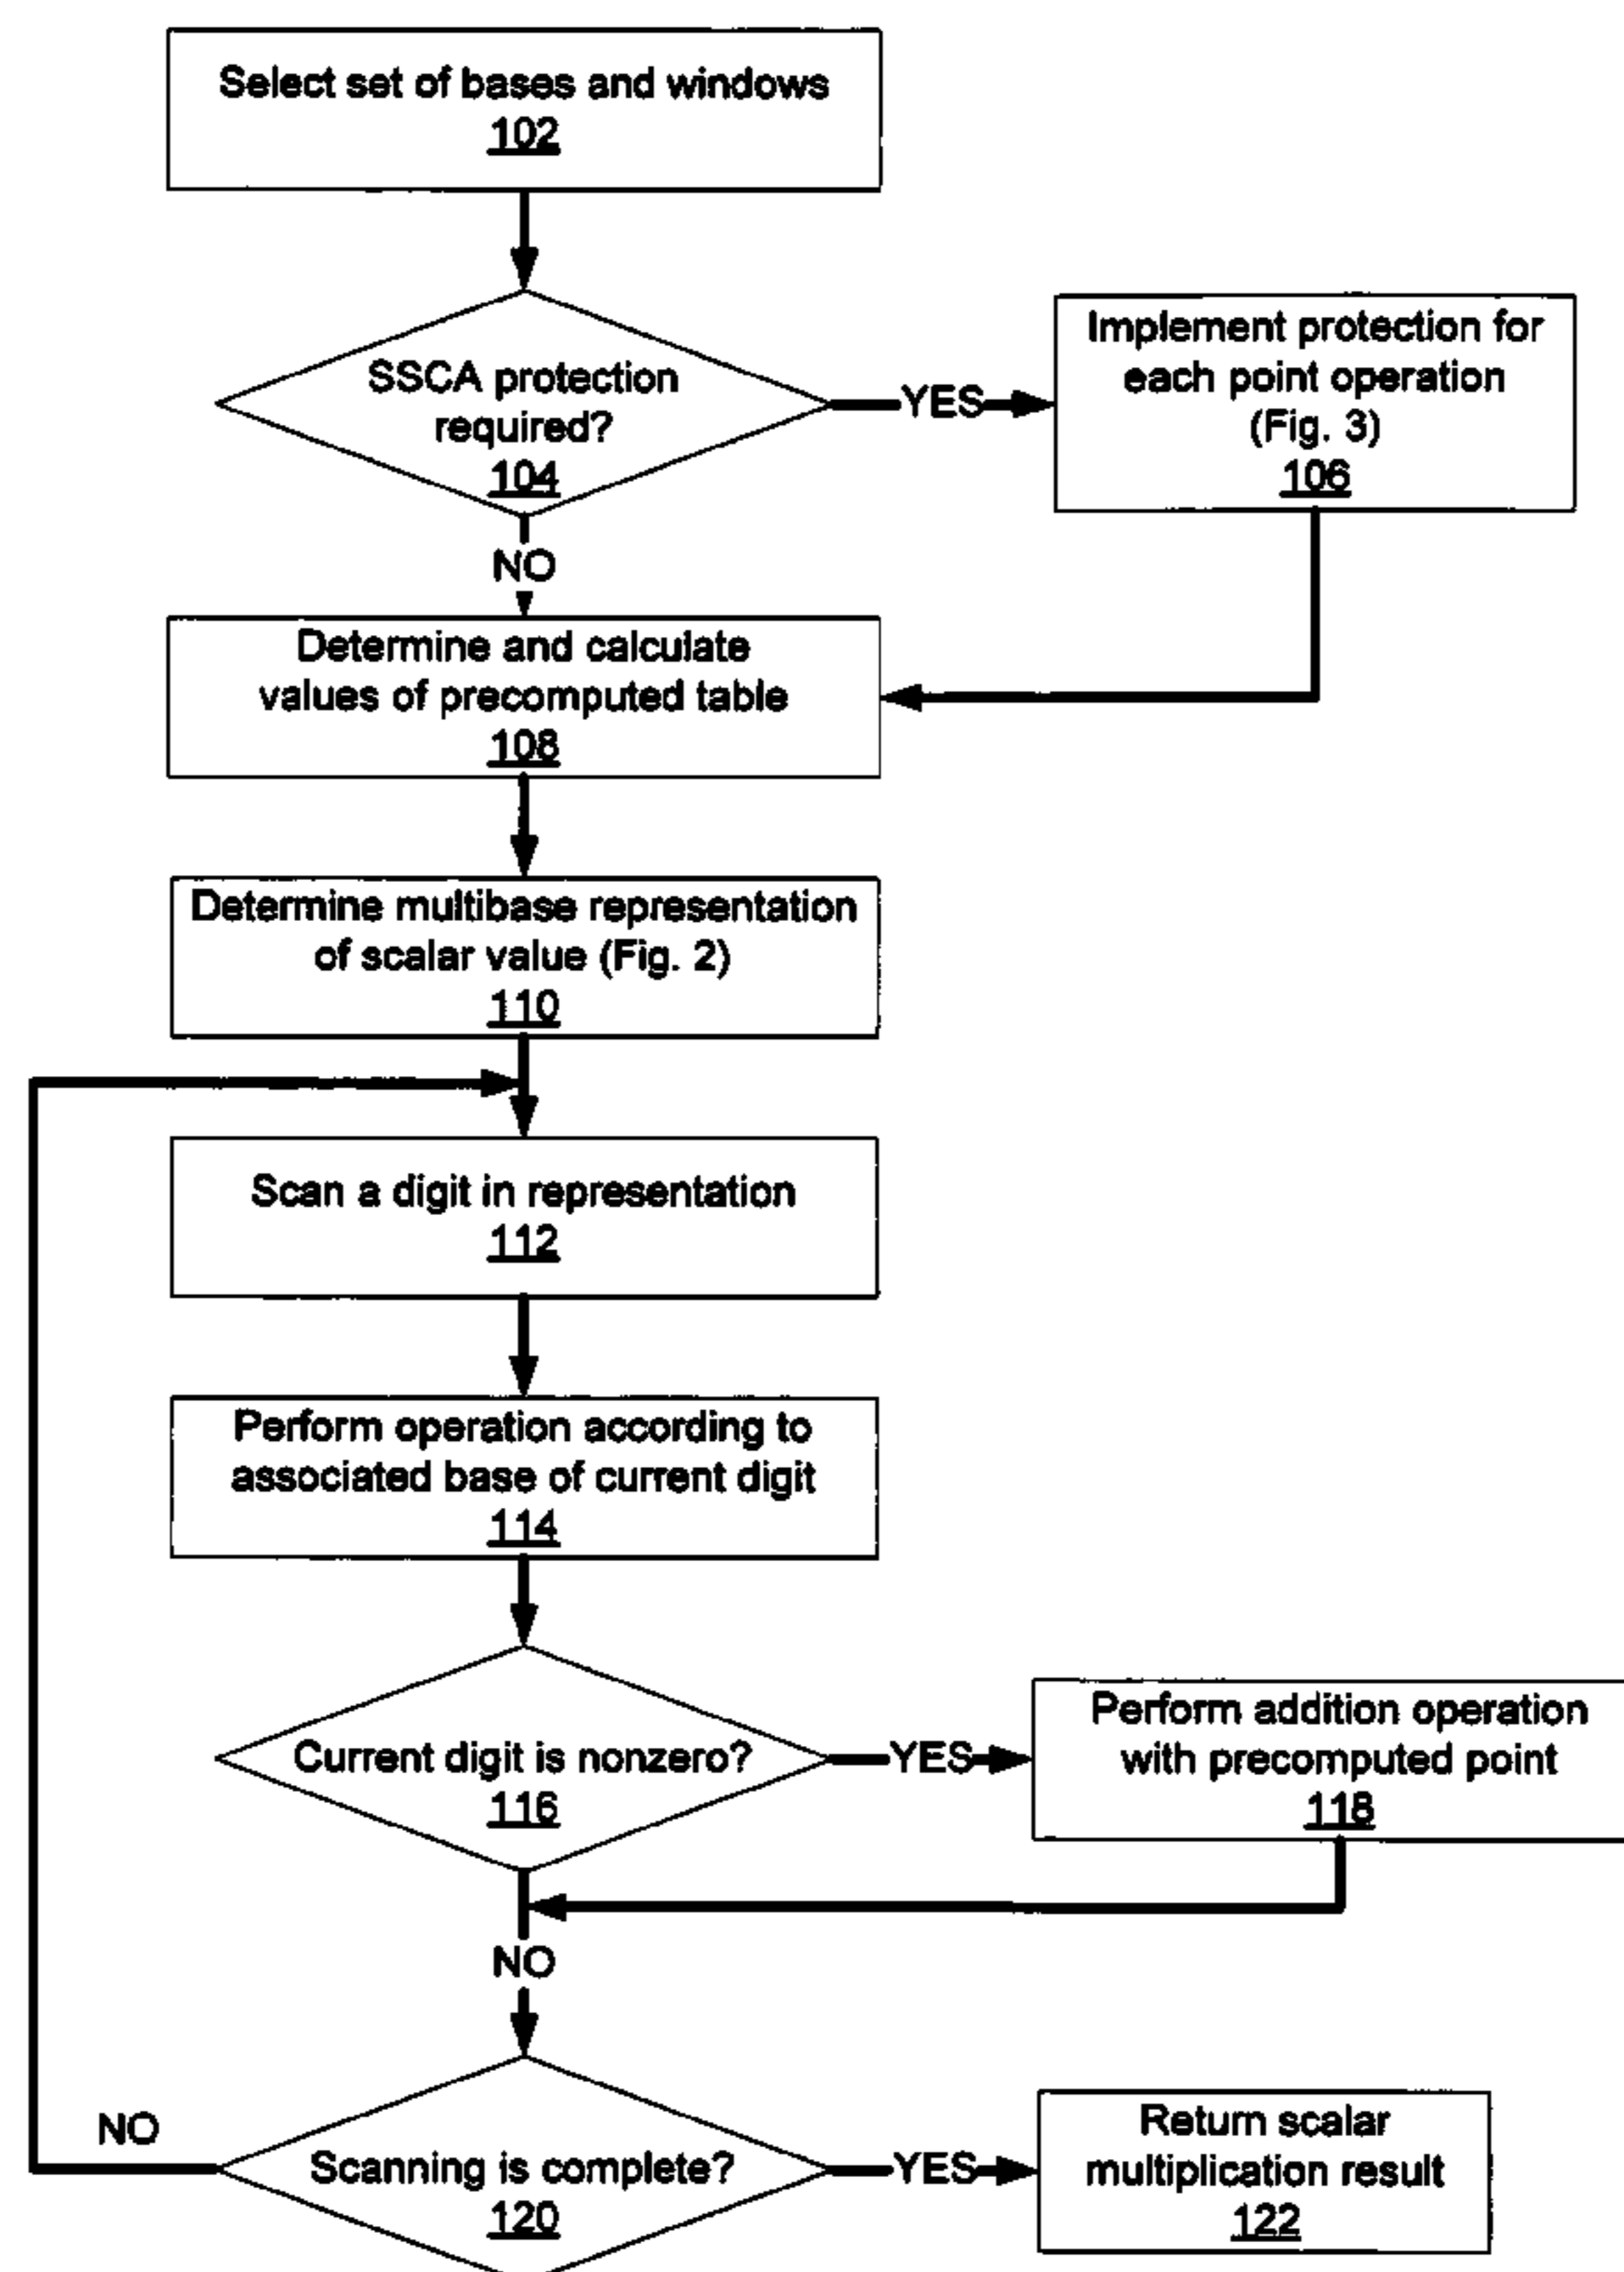 Select set of bases and windows
102
SSCA protection
required?
104
YES
Implement protection for
each point operation
(Fig. 3)
106
NO
Determine and calculate
values of precomputed table
108
Determine multibase representation
of scalar value (Fig. 2)
110
Scan a digit in representation
112
Perform operation according to
associated base of current digit
114
Current digit is nonzero?
116
YES
Perform addition operation
with precomputed point
118
NO
Scanning is complete?
120
NO
YES
Return scalar
multiplication result
122